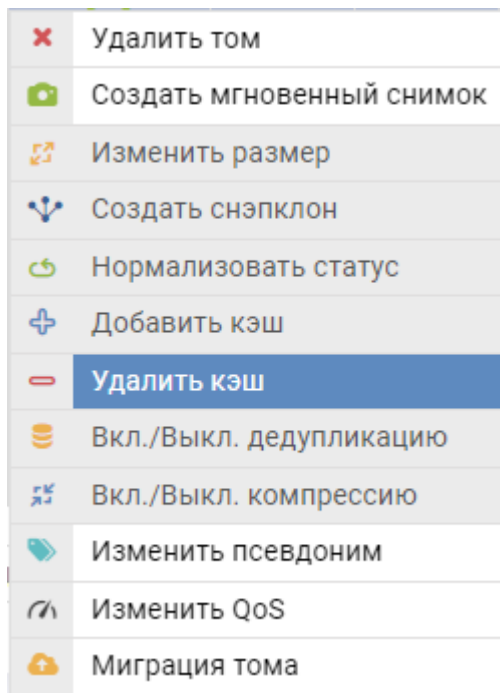 Удалить том
Создать мгновенный снимок
Изменить размер
Создать снэпклон
Нормализовать статус
Добавить кэш
Удалить кэш
Вкл./Выкл. дедупликацию
Вкл./Выкл. компрессию
Изменить псевдоним
Изменить QoS
Миграция тома